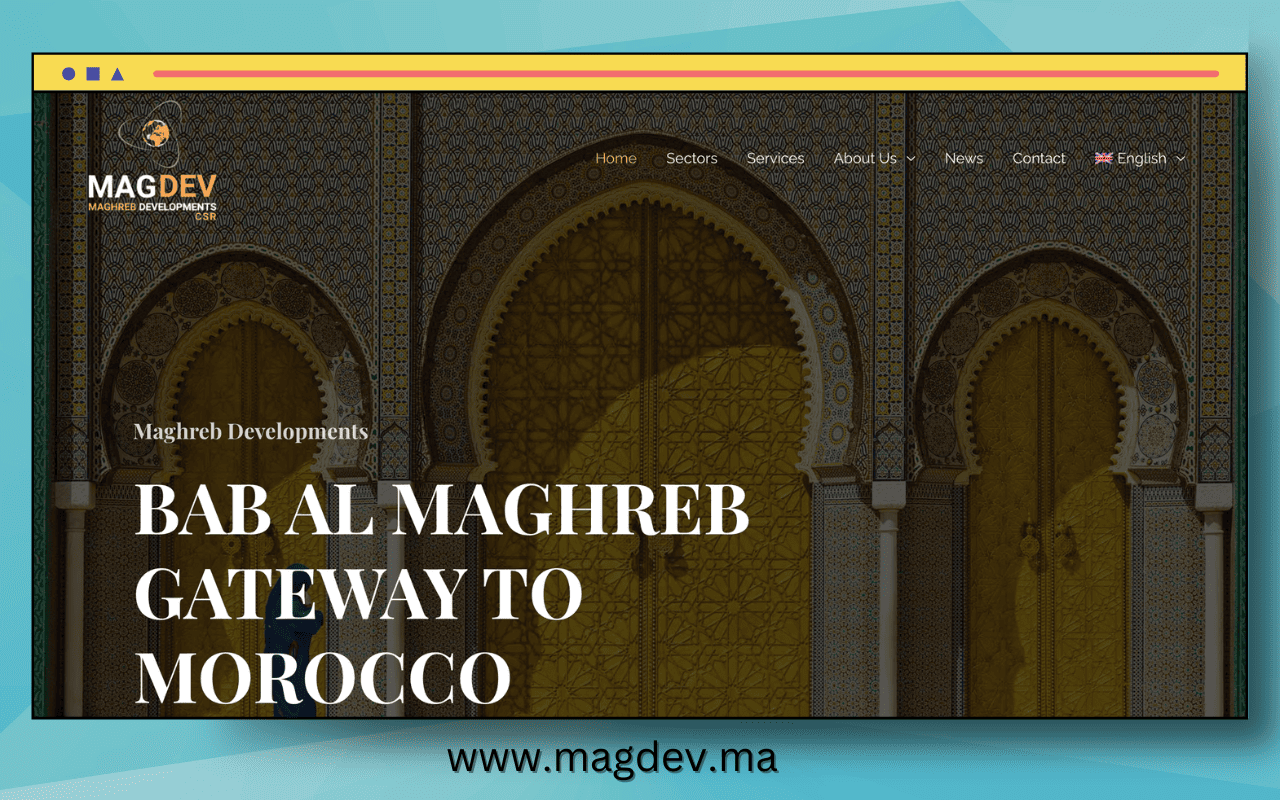 MAGDEV
MAGHREB DEVELOPMENTS
CSR
Home Sectors Services About Us News Contact English
Maghreb Developments
BAB AL MAGHREB
GATEWAY TO
MOROCCO
www.magdev.ma